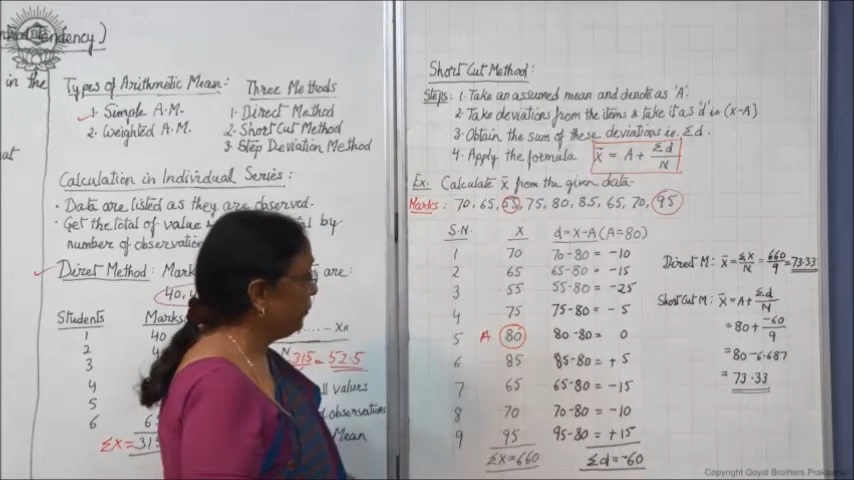 Tendency)
in the
Types of Arithmetic Mean:
1. Simple A.M.
2. Weighted A.M.
Three Methods
1. Direct Method
2. Short Cut Method
3. Step Deviation Method
Calculation in Individual Series:
• Data are listed as they are observed.
• Get the total of value by
number of observation
Direct Method: Mark are:
40,
Students Marks
1 40
2 4
3
4
5
6 6
ΣX=315
..... Xn
N
315 = 52.5
all values
observations
Mean
Short Cut Method:
Steps: 1. Take an assumed mean and denote as 'A'.
2. Take deviations from the items & take it as 'd' ie (X-A)
3. Obtain the sum of these deviations i.e. Σd.
4. Apply the formula x̄ = A + Σd/N
Ex. Calculate x̄ from the given data.
Marks: 70, 65, 55, 75, 80, 85, 65, 70, 95
S.N. X d=X-A (A=80)
1 70 70-80 = -10
2 65 65-80 = -15
3 55 55-80 = -25
4 75 75-80 = -5
5 A 80 80-80 = 0
6 85 85-80 = +5
7 65 65-80 = -15
8 70 70-80 = -10
9 95 95-80 = +15
ΣX=660 Σd=-60
Direct M: x̄ = ΣX/N = 660/9 = 73.33
Short Cut M: x̄ = A + Σd/N
= 80 + -60/9
= 80-6.687
= 73.33
Copyright Goyal Brothers Prakashan